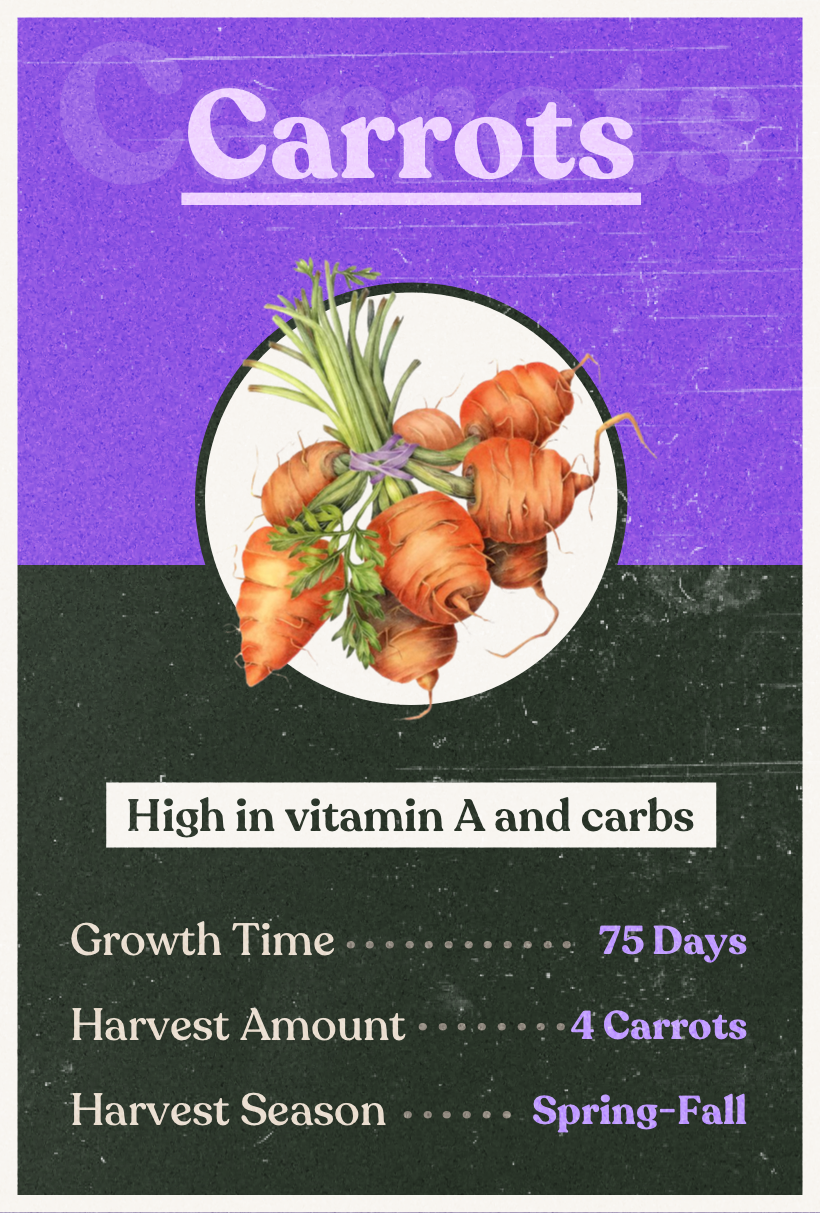 Carrots
High in vitamin A and carbs
Growth Time 75 Days
Harvest Amount 4 Carrots
Harvest Season Spring-Fall